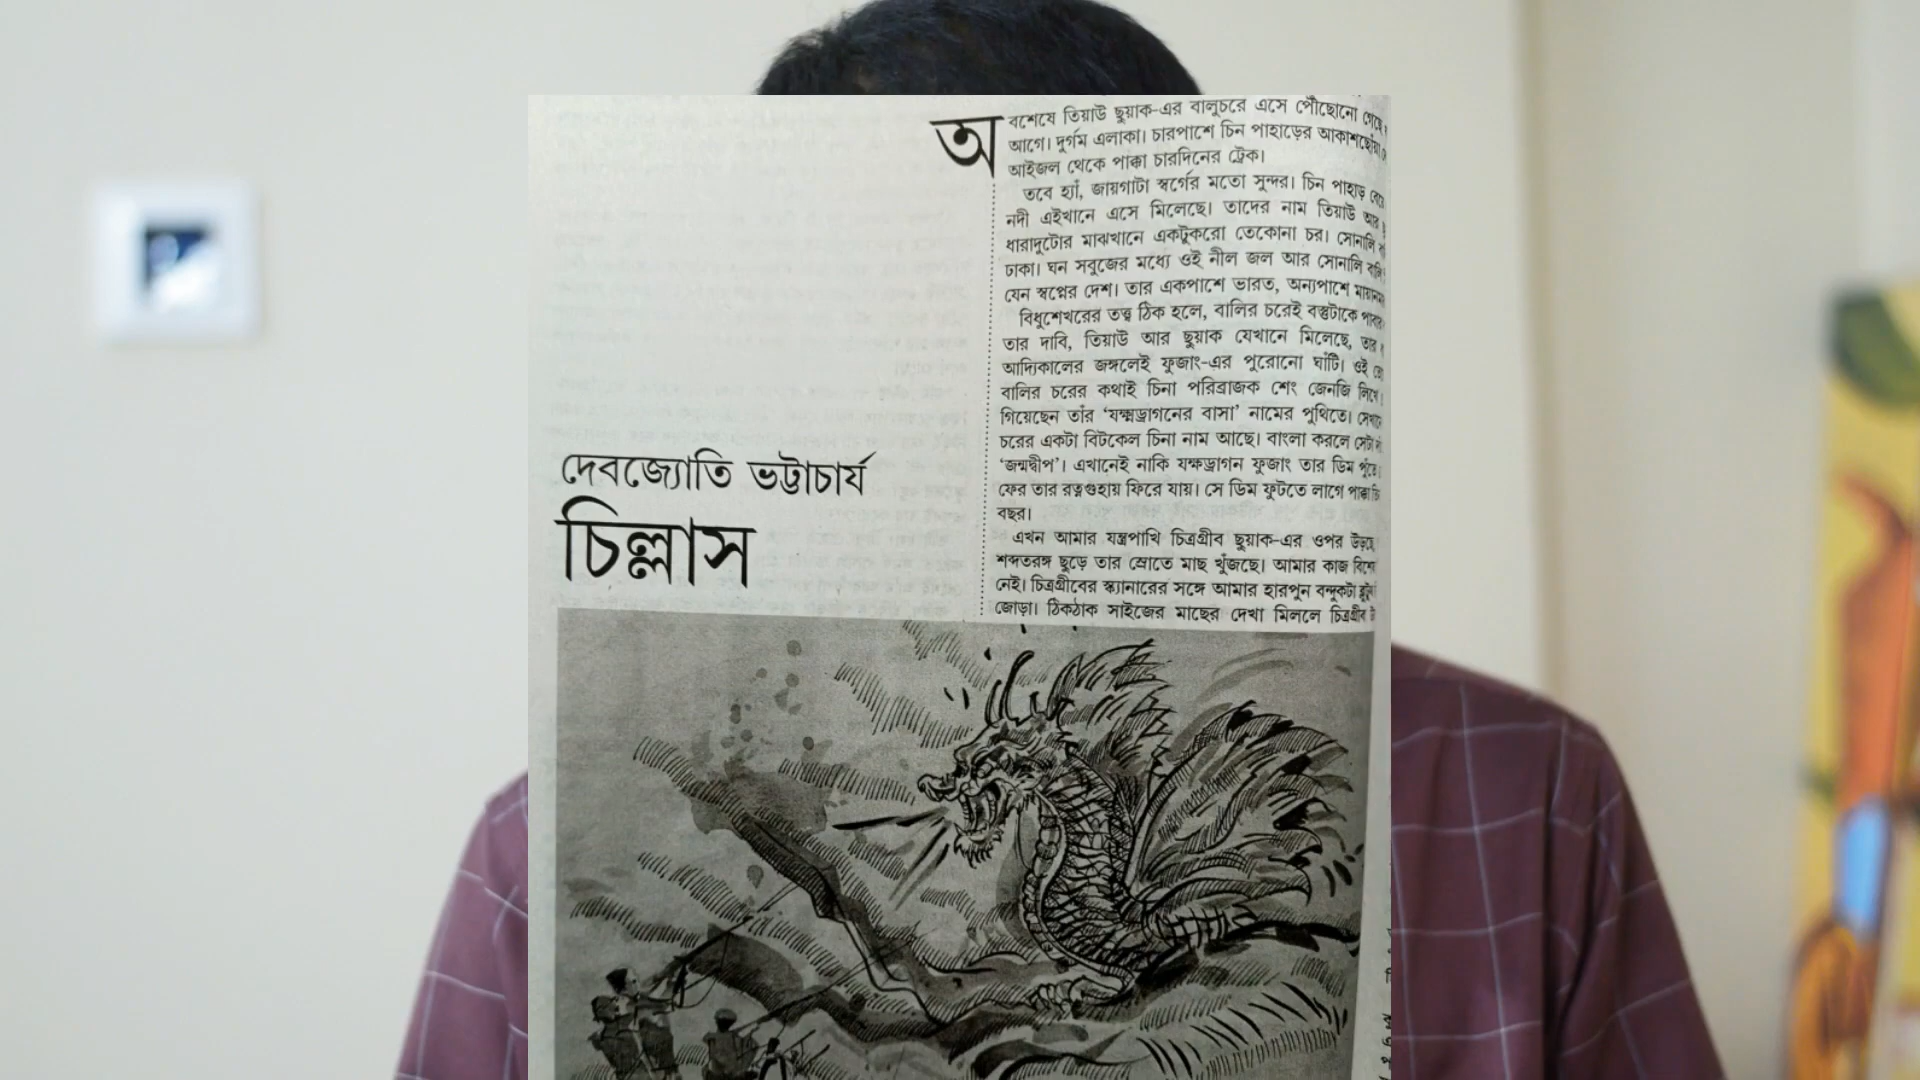 দেবজ্যোতি ভট্টাচার্য
চিল্লাস
অবশেষে তিয়াউ ছুয়াক-এর বালুচরে এসে পৌঁছোনো গেছে
আগে। দুর্গম এলাকা। চারপাশে চিন পাহাড়ের আকাশছোঁয়া
আইজল থেকে পাক্কা চারদিনের ট্রেক।
তবে হ্যাঁ, জায়গাটা স্বর্গের মতো সুন্দর। চিন পাহাড় বেয়ে
নদী এইখানে এসে মিলেছে। তাদের নাম তিয়াউ আর
ধারাদুটোর মাঝখানে একটুকরো তেকোনা চর। সোনালি
ঢাকা। ঘন সবুজের মধ্যে ওই নীল জল আর সোনালি বালি
যেন স্বপ্নের দেশ। তার একপাশে ভারত, অন্যপাশে
বিধুশেখরের তত্ত্ব ঠিক হলে, বালির চরেই বস্তুটাকে পাবার
তার দাবি, তিয়াউ আর ছুয়াক যেখানে মিলেছে, তার
আদ্যিকালের জঙ্গলেই ফুজাং-এর পুরোনো ঘাঁটি। ওই
বালির চরের কথাই চিনা পরিব্রাজক শেং জেনজি লিখে
গিয়েছেন তাঁর ‘যক্ষ্মড্রাগনের বাসা’ নামের পুথিতে। সেখানে
চরের একটা বিটকেল চিনা নাম আছে। বাংলা করলে সেটা
‘জন্মদ্বীপ’। এখানেই নাকি যক্ষড্রাগন ফুজাং তার ডিম পুঁতে
ফের তার রত্নগুহায় ফিরে যায়। সে ডিম ফুটতে লাগে পাক্কা
বছর।
এখন আমার যন্ত্রপাখি চিত্রগ্রীব ছুয়াক-এর ওপর উড়ছে
শব্দতরঙ্গ ছুড়ে তার স্রোতে মাছ খুঁজছে। আমার কাজ বিশেষ
নেই। চিত্রগ্রীবের স্ক্যানারের সঙ্গে আমার হারপুন বন্দুকটা
জোড়া। ঠিকঠাক সাইজের মাছের দেখা মিললে চিত্রগ্রীব